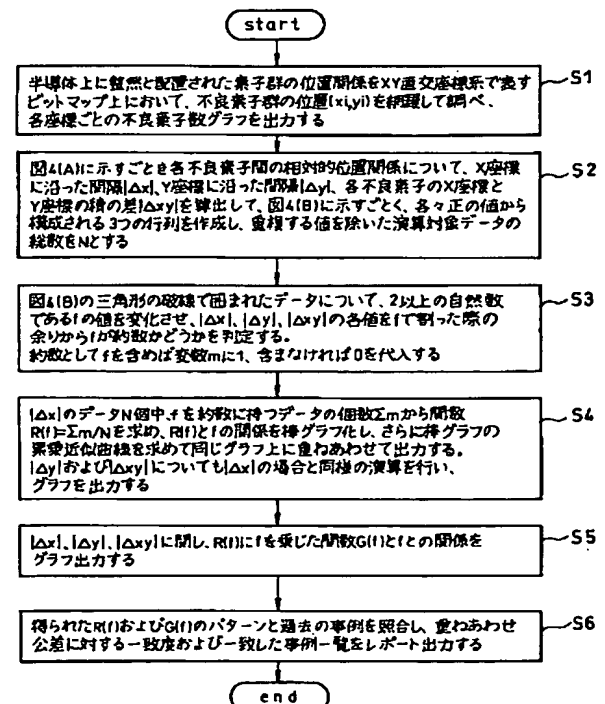 start
半導体上に整然と配置された素子群の位置関係をXY直交座標系で表す
ビットマップ上において、不良素子群の位置(xi,yi)を網羅して調べ、
各座標ごとの不良素子数グラフを出力する
S1
図4(A)に示すごとき各不良素子間の相対的位置関係について、X座標
に沿った間隔|Δx|、Y座標に沿った間隔|Δy|、各不良素子のX座標と
Y座標の積の差|Δxy|を算出して、図4(B)に示すごとく、各々正の値から
構成される3つの行列を作成し、重複する値を除いた演算対象データの
総数をNとする
S2
図4(B)の三角形の破線で囲まれたデータについて、2以上の自然数
であるfの値を変化させ、|Δx|、|Δy|、|Δxy|の各値をfで割った際の
余りからfが約数かどうかを判定する。
約数としてfを含めば変数mに1、含まなければ0を代入する
S3
|Δx|のデータN個中、fを約数に持つデータの個数Σmから関数
R(f)=Σm/Nを求め、R(f)とfの関係を棒グラフ化し、さらに棒グラフの
累乗近似曲線を求めて同じグラフ上に重ねあわせて出力する。
|Δy|および|Δxy|についても|Δx|の場合と同様の演算を行い、
グラフを出力する
S4
|Δx|、|Δy|、|Δxy|に関し、R(f)にfを乗じた関数G(f)とfとの関係を
グラフ出力する
S5
得られたR(f)およびG(f)のパターンと過去の事例を照合し、重ねあわせ
公差に対する一致度および一致した事例一覧をレポート出力する
S6
end